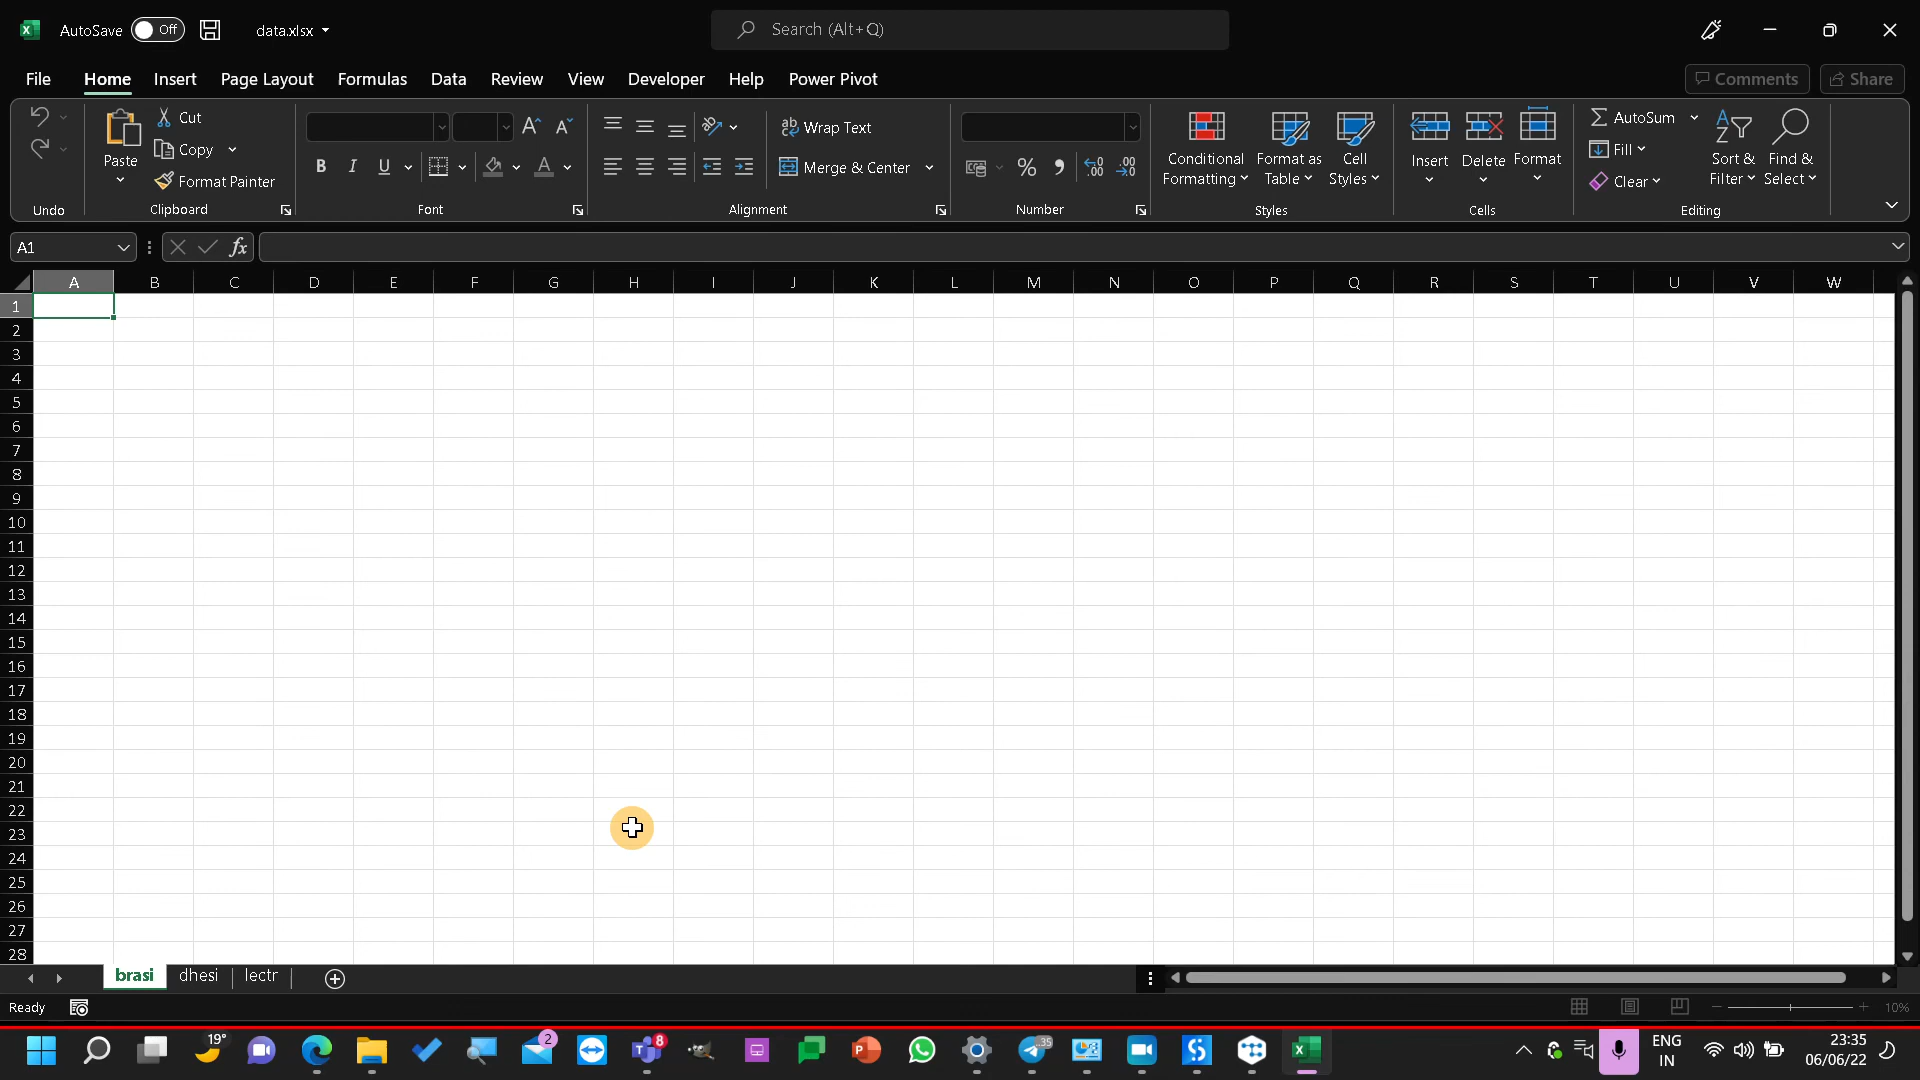 AutoSave Off data.xlsx Search (Alt+Q)
File Home Insert Page Layout Formulas Data Review View Developer Help Power Pivot Comments Share
Cut
Copy
Format Painter
Paste
Wrap Text
Merge & Center
Conditional Formatting
Format as Table
Cell Styles
Insert
Delete
Format
AutoSum
Fill
Clear
Sort & Filter
Find & Select
Undo Clipboard Font Alignment Number Styles Cells Editing
A1 fx
A B C D E F G H I J K L M N O P Q R S T U V W
1
2
3
4
5
6
7
8
9
10
11
12
13
14
15
16
17
18
19
20
21
22
23
24
25
26
27
28
brasi dhesi lectr
Ready 10%
19° 2 8
ENG
IN
23:35
06/06/22